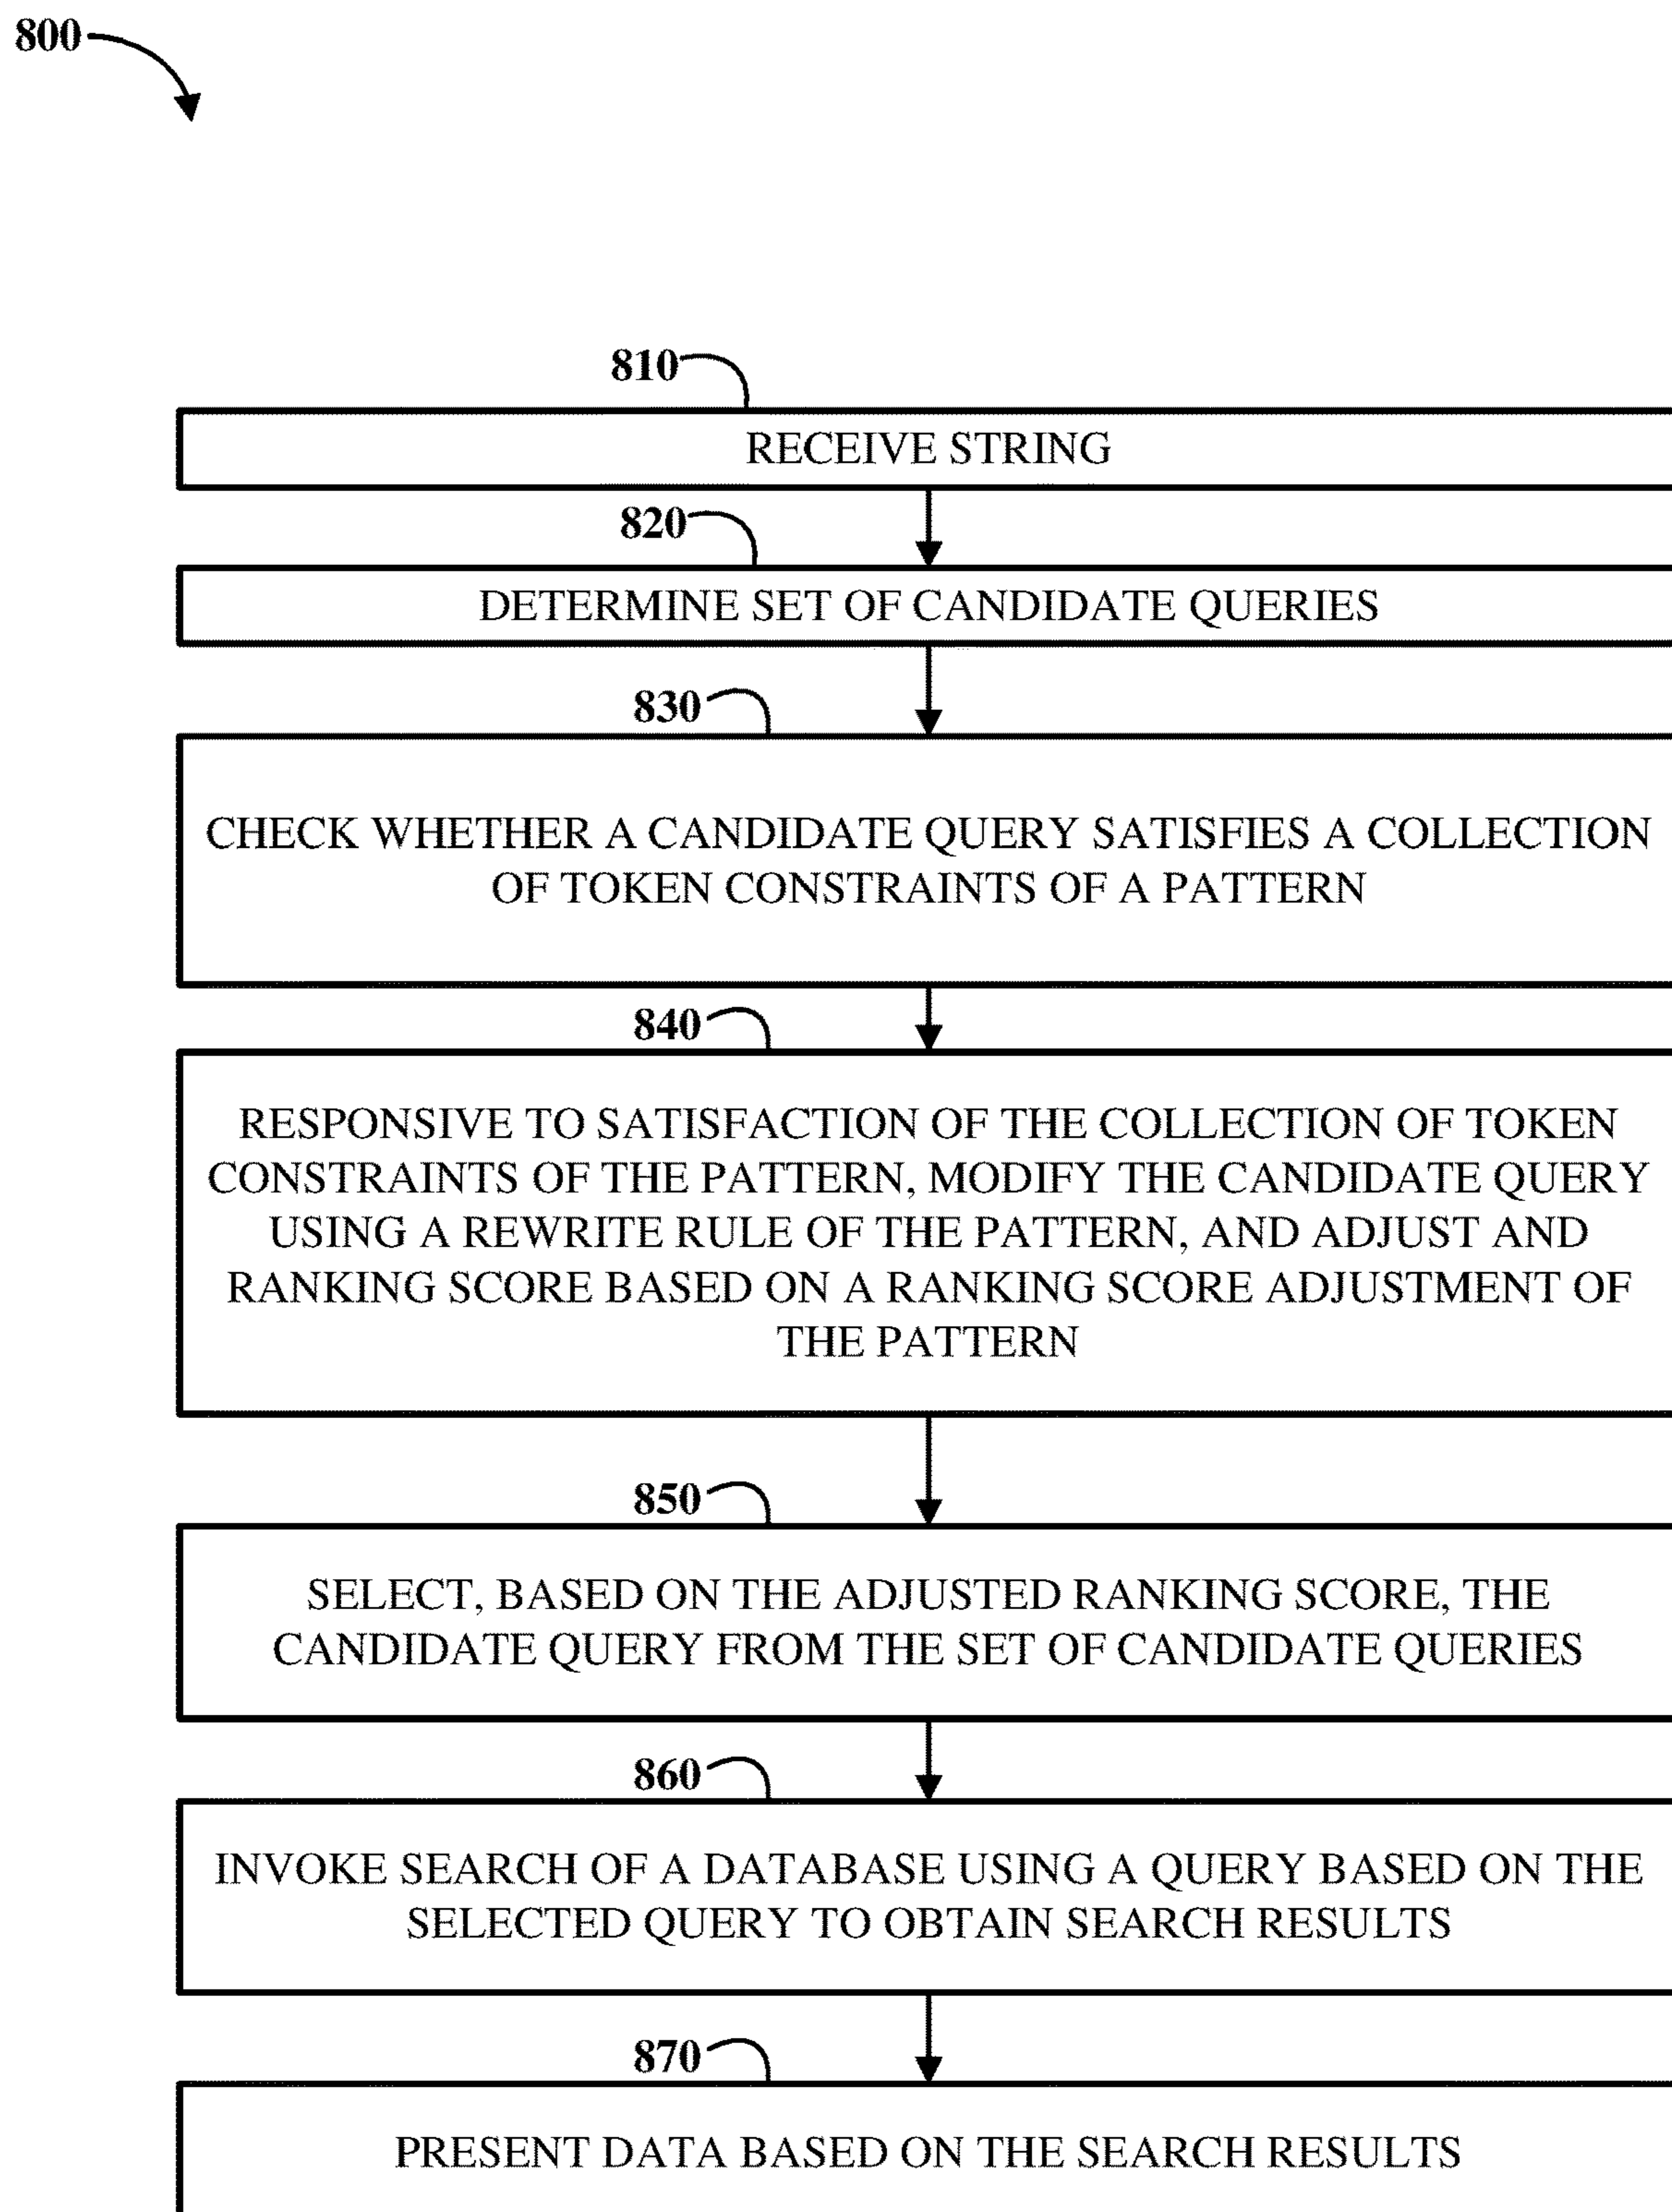 800
810
RECEIVE STRING
820
DETERMINE SET OF CANDIDATE QUERIES
830
CHECK WHETHER A CANDIDATE QUERY SATISFIES A COLLECTION
OF TOKEN CONSTRAINTS OF A PATTERN
840
RESPONSIVE TO SATISFACTION OF THE COLLECTION OF TOKEN
CONSTRAINTS OF THE PATTERN, MODIFY THE CANDIDATE QUERY
USING A REWRITE RULE OF THE PATTERN, AND ADJUST AND
RANKING SCORE BASED ON A RANKING SCORE ADJUSTMENT OF
THE PATTERN
850
SELECT, BASED ON THE ADJUSTED RANKING SCORE, THE
CANDIDATE QUERY FROM THE SET OF CANDIDATE QUERIES
860
INVOKE SEARCH OF A DATABASE USING A QUERY BASED ON THE
SELECTED QUERY TO OBTAIN SEARCH RESULTS
870
PRESENT DATA BASED ON THE SEARCH RESULTS